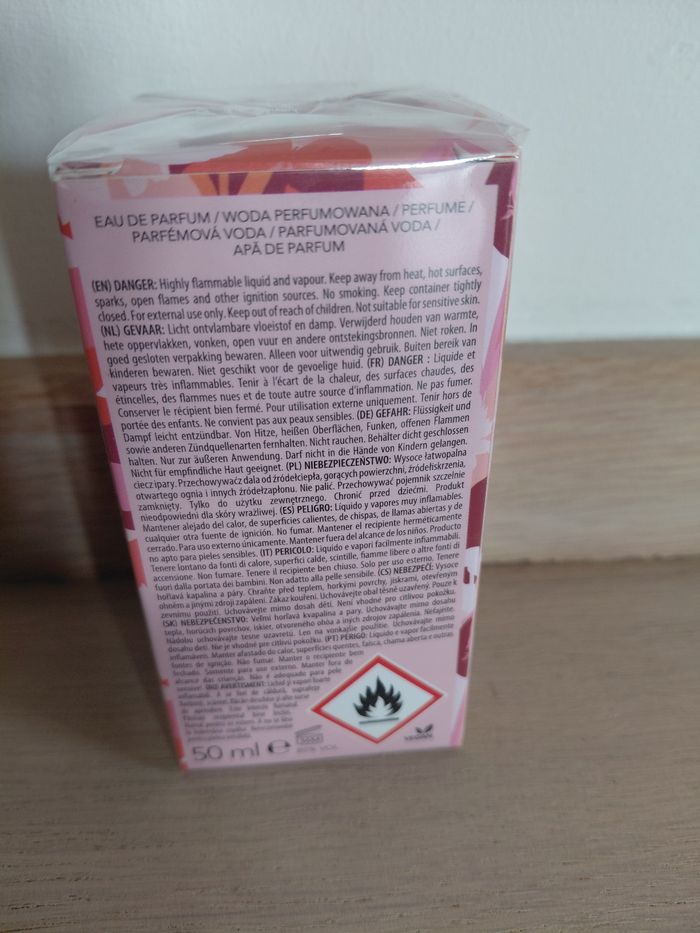 EAU DE PARFUM / WODA PERFUMOWANA / PERFUME /
PARFÉMOVÁ VODA / PARFUMOVANÁ VODA /
APĂ DE PARFUM
(EN) DANGER: Highly flammable liquid and vapour. Keep away from heat, hot surfaces,
sparks, open flames and other ignition sources. No smoking. Keep container tightly
closed. For external use only. Keep out of reach of children. Not suitable for sensitive skin.
(NL) GEVAAR: Licht ontvlambare vloeistof en damp. Verwijderd houden van warmte,
hete oppervlakken, vonken, open vuur en andere ontstekingsbronnen. Niet roken. In
goed gesloten verpakking bewaren. Alleen voor uitwendig gebruik. Buiten bereik van
kinderen bewaren. Niet geschikt voor de gevoelige huid. (FR) DANGER : Liquide et
vapeurs très inflammables. Tenir à l'écart de la chaleur, des surfaces chaudes, des
étincelles, des flammes nues et de toute autre source d'inflammation. Ne pas fumer.
Conserver le récipient bien fermé. Pour utilisation externe uniquement. Tenir hors de
portée des enfants. Ne convient pas aux peaux sensibles. (DE) GEFAHR: Flüssigkeit und
Dampf leicht entzündbar. Von Hitze, heißen Oberflächen, Funken, offenen Flammen
sowie anderen Zündquellenarten fernhalten. Nicht rauchen. Behälter dicht geschlossen
halten. Nur zur äußeren Anwendung. Darf nicht in die Hände von Kindern gelangen.
Nicht für empfindliche Haut geeignet. (PL) NIEBEZPIECZEŃSTWO: Wysoce łatwopalna
ciecz i pary. Przechowywać z dala od źródeł ciepła, gorących powierzchni, źródeł iskrzenia,
otwartego ognia i innych źródeł zapłonu. Nie palić. Przechowywać pojemnik szczelnie
zamknięty. Tylko do użytku zewnętrznego. Chronić przed dziećmi. Produkt
nieodpowiedni dla skóry wrażliwej. (ES) PELIGRO: Líquido y vapores muy inflamables.
Mantener alejado del calor, de superficies calientes, de chispas, de llamas abiertas y de
cualquier otra fuente de ignición. No fumar. Mantener el recipiente herméticamente
cerrado. Para uso externo únicamente. Mantener fuera del alcance de los niños. Producto
no apto para pieles sensibles. (IT) PERICOLO: Liquido e vapori facilmente infiammabili.
Tenere lontano da fonti di calore, superfici calde, scintille, fiamme libere o altre fonti di
accensione. Non fumare. Tenere il recipiente ben chiuso. Solo per uso esterno. Tenere
fuori dalla portata dei bambini. Non adatto alla pelle sensibile. (CS) NEBEZPEČÍ: Vysoce
hořlavá kapalina a páry. Chraňte před teplem, horkými povrchy, jiskrami, otevřeným
ohněm a jinými zdroji zapálení. Zákaz kouření. Uchovávejte obal těsně uzavřený. Pouze k
zevnímu použití. Uchovávejte mimo dosah dětí. Není vhodné pro citlivou pokožku.
(SK) NEBEZPEČENSTVO: Veľmi horľavá kvapalina a pary. Uchovávajte mimo dosahu
tepla, horúcich povrchov, iskier, otvoreného ohňa a iných zdrojov zapálenia. Nefajčite.
Nádobu uchovávajte tesne uzavretú. Len na vonkajšie použitie. Uchovávajte mimo
dosahu detí. Nie je vhodné pre citlivú pokožku. (PT) PERIGO: Líquido e vapor facilmente
inflamáveis. Manter afastado do calor, superfícies quentes, faísca, chama aberta e outras
fontes de ignição. Não fumar. Manter o recipiente bem
fechado. Somente para uso externo. Manter fora do
alcance das crianças. Não é adequado para pele
sensível.
50 ml e
80% VOL
VEGAN